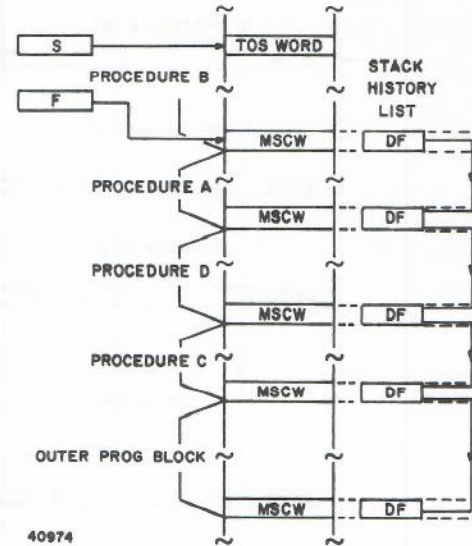 S
TOS WORD
PROCEDURE B
STACK
HISTORY
LIST
F
MSCW
DF
PROCEDURE A
MSCW
DF
PROCEDURE D
MSCW
DF
PROCEDURE C
MSCW
DF
OUTER PROG BLOCK
MSCW
DF
40974